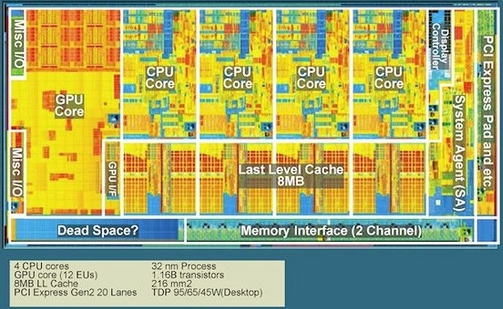 Misc I/O
GPU
Core
CPU
Core
CPU
Core
CPU
Core
CPU
Core
Display
Controller
PCI Express Pad and etc.
System Agent (SA)
Misc I/O
GPU I/F
Last Level Cache
8MB
Dead Space?
Memory Interface (2 Channel)
4 CPU cores
GPU core (12 EUs)
8MB LL Cache
PCI Express Gen2 20 Lanes
32 nm Process
1.16B transistors
216 mm2
TDP 95/65/45W(Desktop)